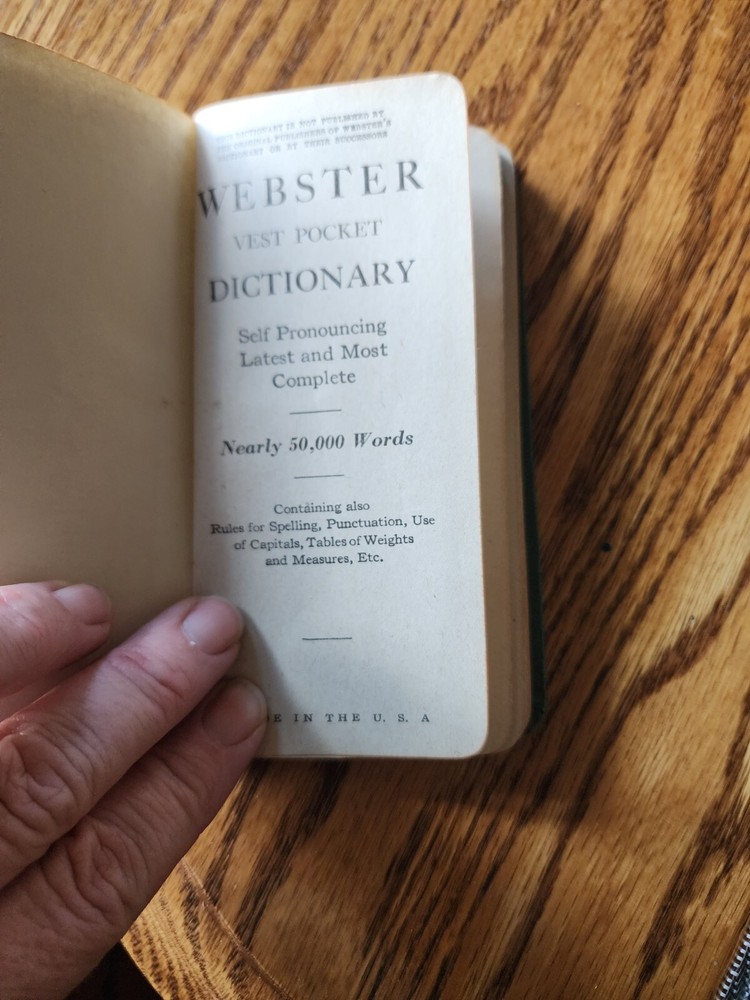 THIS DICTIONARY IS NOT PUBLISHED BY
THE ORIGINAL PUBLISHERS OF WEBSTER'S
DICTIONARY OR BY THEIR SUCCESSORS
WEBSTER
VEST POCKET
DICTIONARY
Self Pronouncing
Latest and Most
Complete
Nearly 50,000 Words
Containing also
Rules for Spelling, Punctuation, Use
of Capitals, Tables of Weights
and Measures, Etc.
E IN THE U. S. A